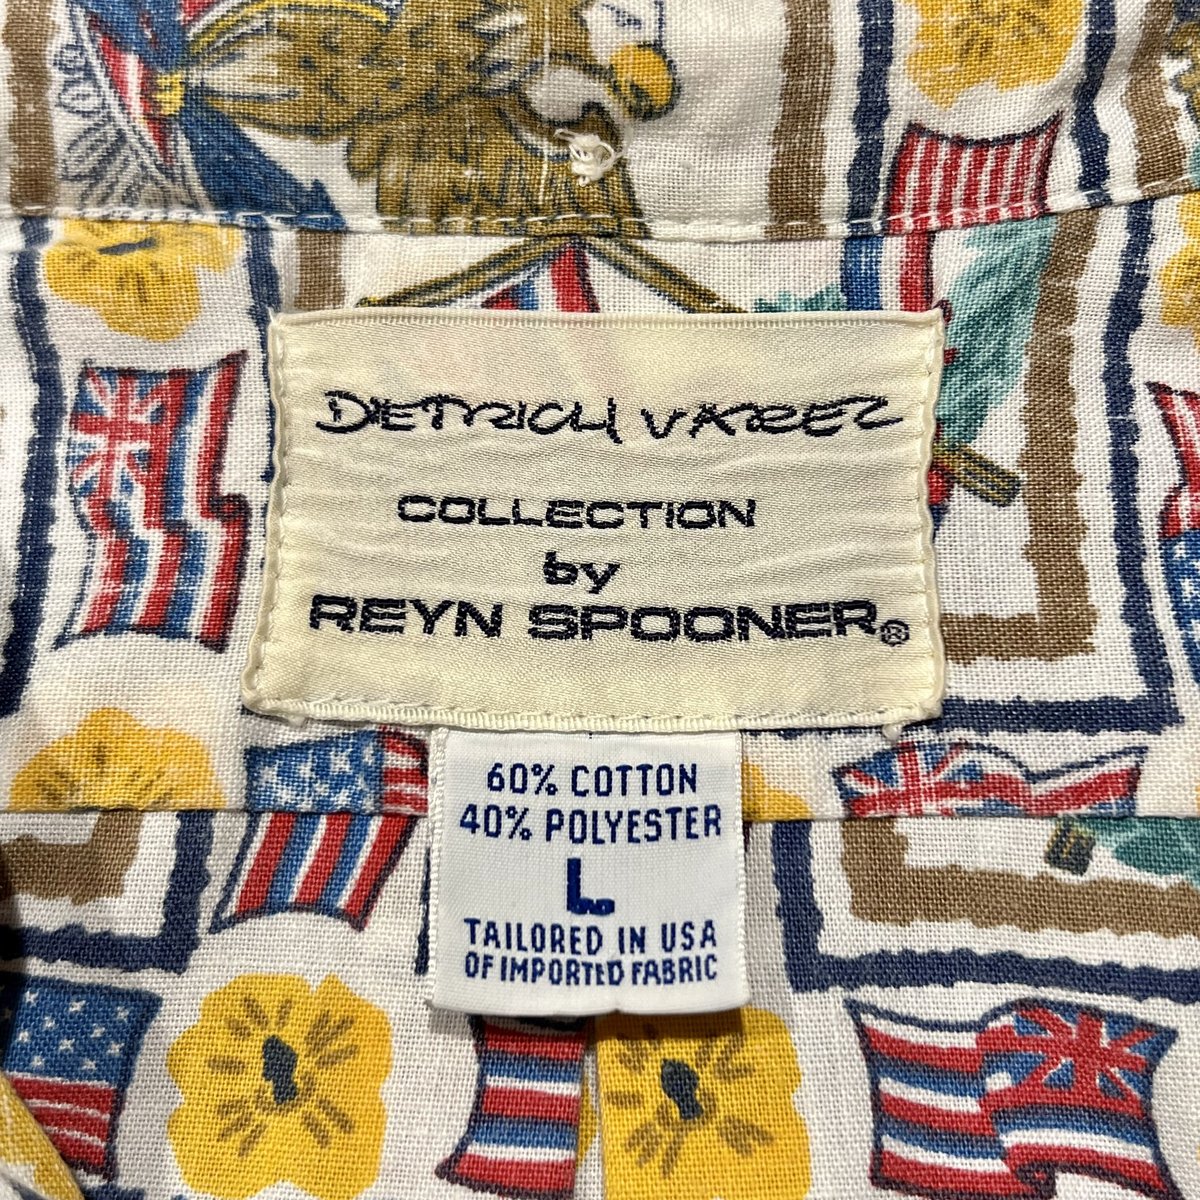 DIETRICH VAREZ
COLLECTION
by
REYN SPOONER®
60% COTTON
40% POLYESTER
L
TAILORED IN USA
OF IMPORTED FABRIC